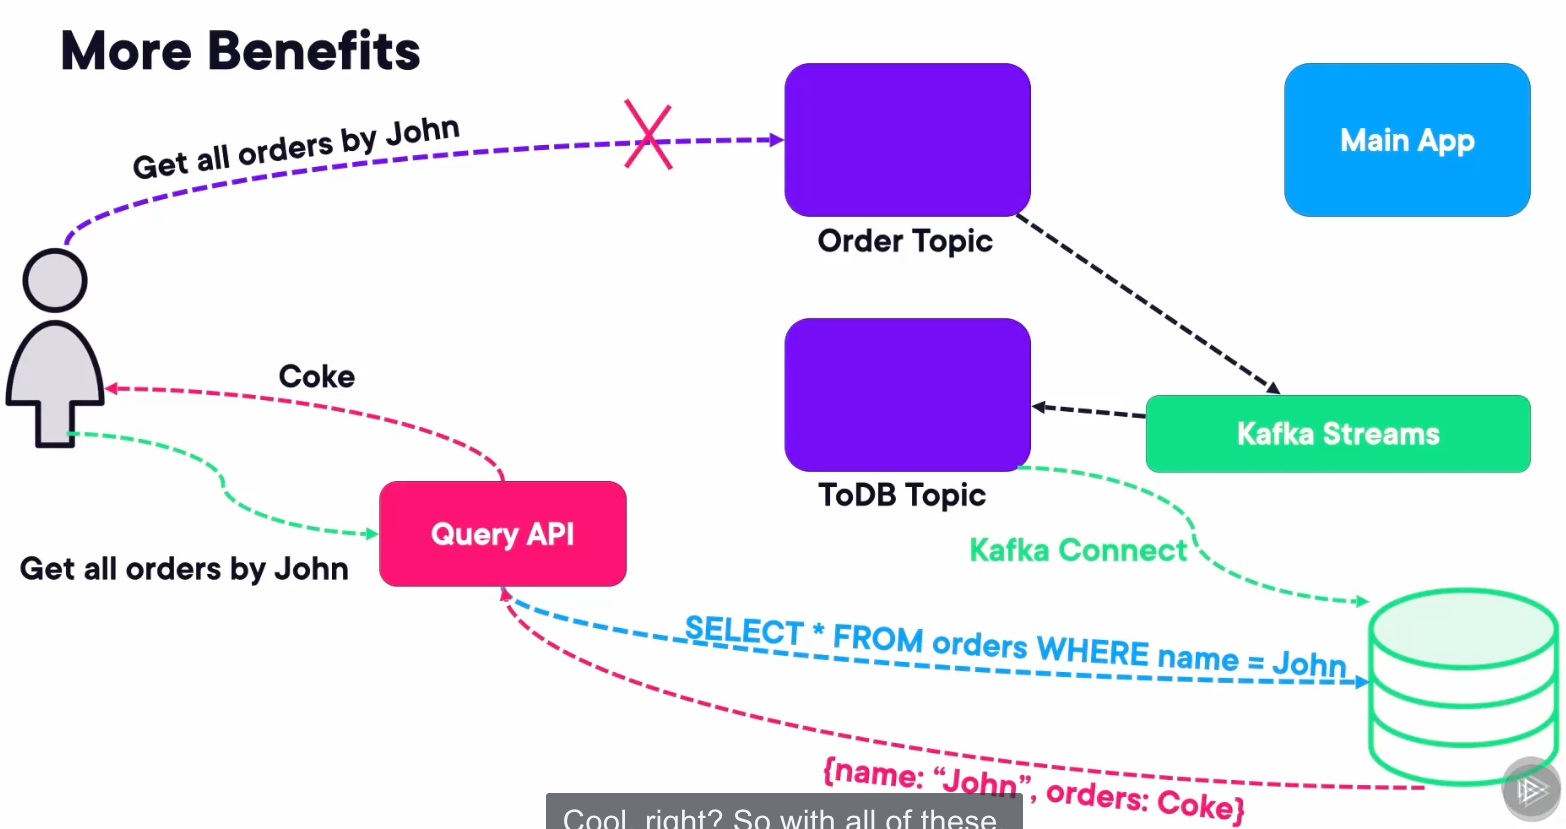 More Benefits
Get all orders by John
Main App
Order Topic
Coke
Kafka Streams
ToDB Topic
Query API
Kafka Connect
Get all orders by John
SELECT * FROM orders WHERE name = John
{name: “John”, orders: Coke}
Cool, right? So with all of these